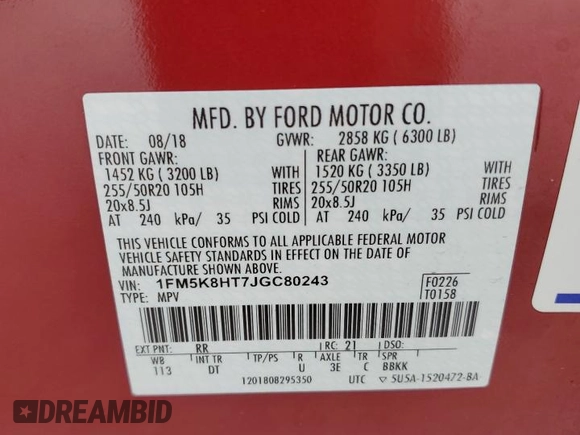 MFD. BY FORD MOTOR CO.
DATE: 08/18 GVWR: 2858 KG ( 6300 LB)
FRONT GAWR: REAR GAWR:
1452 KG ( 3200 LB) WITH 1520 KG ( 3350 LB) WITH
255/50R20 105H TIRES 255/50R20 105H TIRES
20x8.5J RIMS 20x8.5J RIMS
AT 240 kPa/ 35 PSI COLD AT 240 kPa/ 35 PSI COLD
THIS VEHICLE CONFORMS TO ALL APPLICABLE FEDERAL MOTOR
VEHICLE SAFETY STANDARDS IN EFFECT ON THE DATE OF
MANUFACTURE SHOWN ABOVE.
VIN: 1FM5K8HT7JGC80243 F0226
TYPE: MPV T0158
EXT PNT: RR RC: 21 DSO:
WB INT TR TP/PS R AXLE TR SPR
113 DT U 3E C BBKK
1201808295350 UTC ▽ 5USA-1520472-BA
DREAMBID